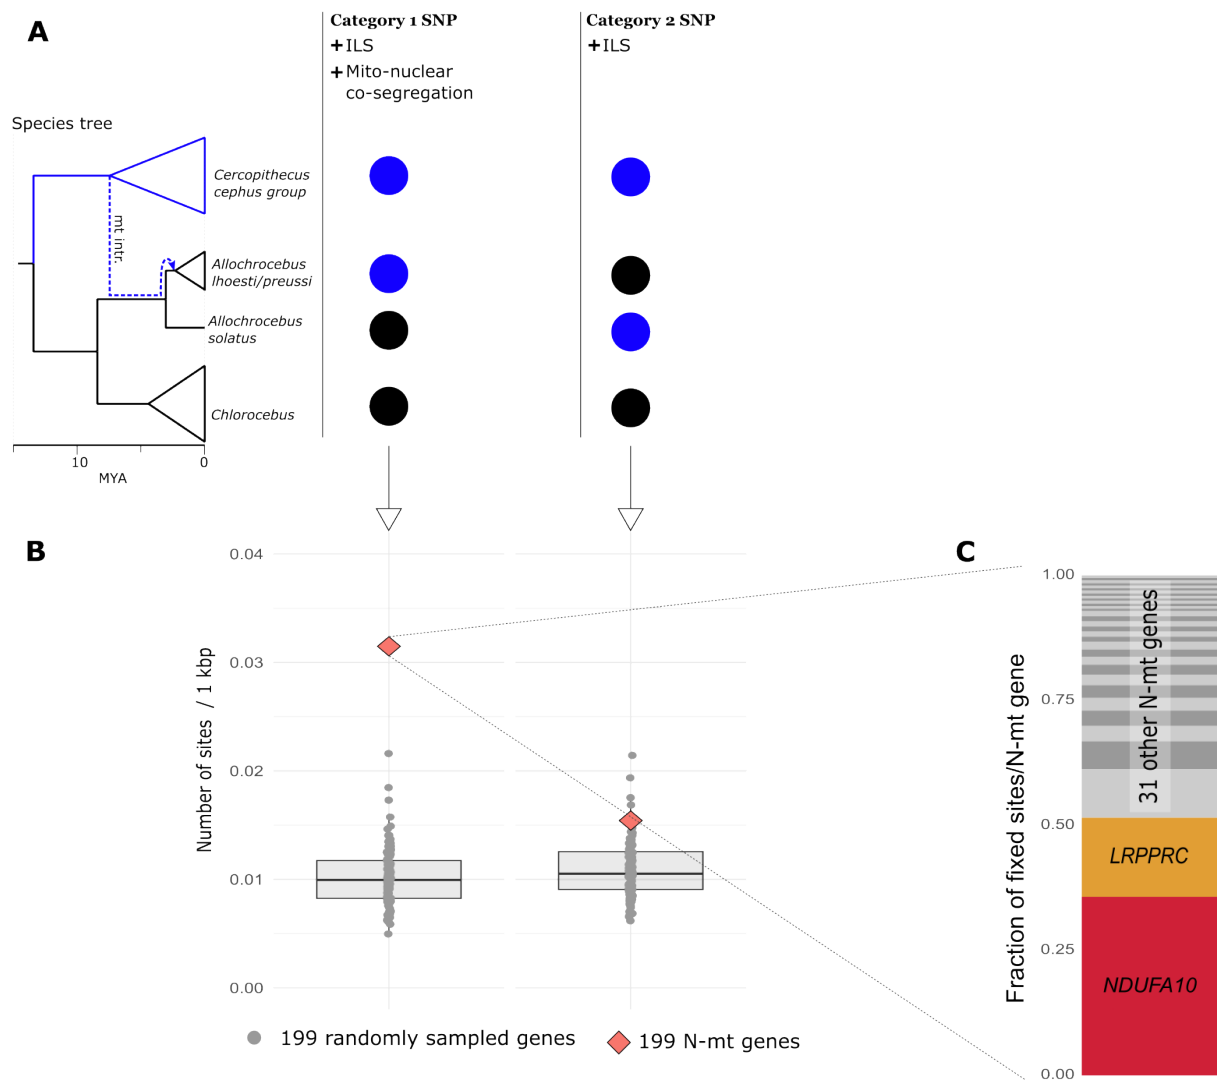 A
Category 1 SNP
+ILS
+Mito-nuclear
co-segregation
Category 2 SNP
+ILS
Species tree
Cercopithecus
cephus group
mt intr.
Allochrocebus
lhoesti/preussi
Allochrocebus
solatus
Chlorocebus
10
0
MYA
B
Number of sites / 1 kbp
0.04
0.03
0.02
0.01
0.00
199 randomly sampled genes
199 N-mt genes
C
Fraction of fixed sites/N-mt gene
1.00
0.75
0.50
0.25
0.00
31 other N-mt genes
LRPPRC
NDUFA10